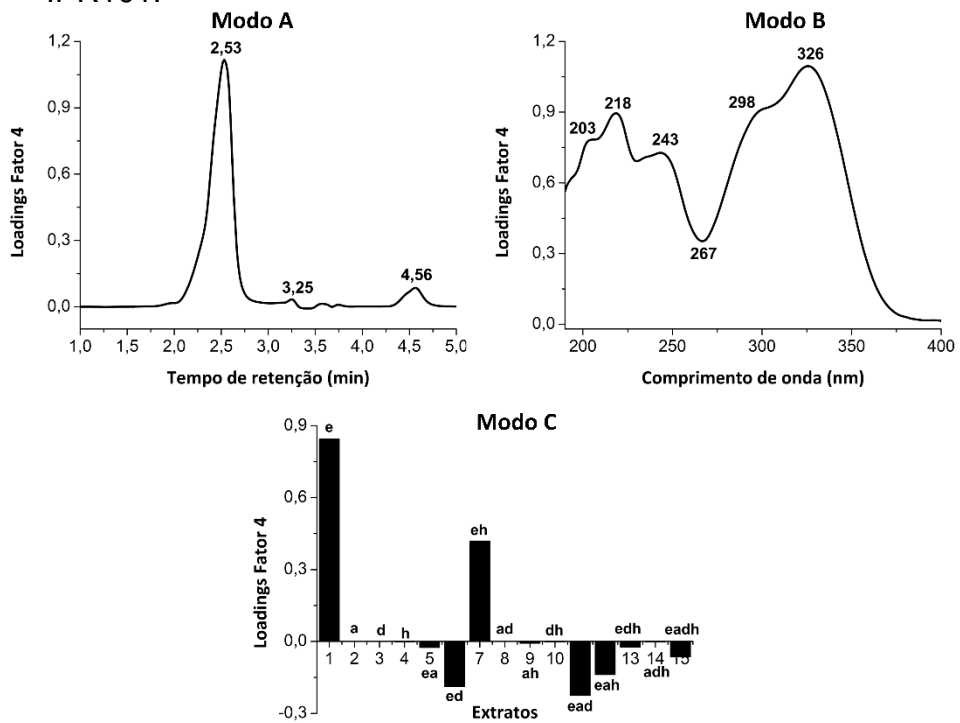 Modo A
2,53
3,25
4,56
1,2
0,9
0,6
0,3
0,0
Loadings Fator 4
1,0 1,5 2,0 2,5 3,0 3,5 4,0 4,5 5,0
Tempo de retenção (min)
Modo B
326
298
218
203
243
267
1,2
0,9
0,6
0,3
0,0
Loadings Fator 4
200 250 300 350 400
Comprimento de onda (nm)
Modo C
0,9
0,6
0,3
0,0
-0,3
Loadings Fator 4
e
a d h
eh
ad
dh
edh
eadh
1 2 3 4 5 7 8 9 10 13 14 15
ea
ed
ah
ead
eah
adh
Extratos